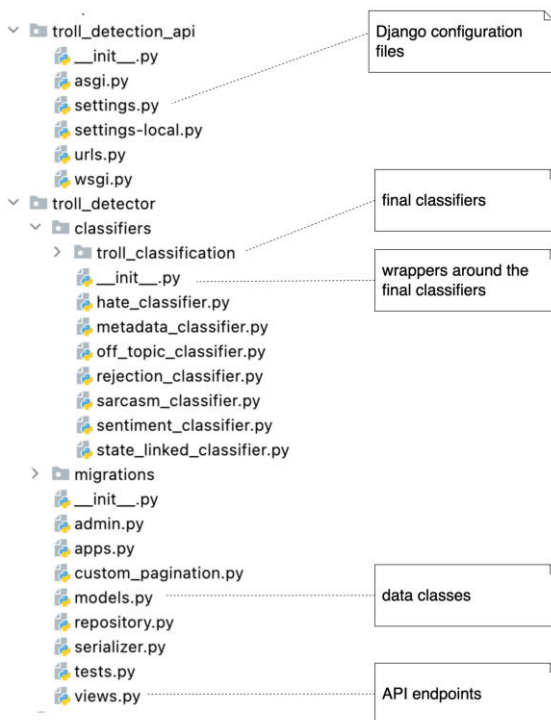 troll_detection_api
__init__.py
asgi.py
settings.py
settings-local.py
urls.py
wsgi.py
troll_detector
classifiers
troll_classification
__init__.py
hate_classifier.py
metadata_classifier.py
off_topic_classifier.py
rejection_classifier.py
sarcasm_classifier.py
sentiment_classifier.py
state_linked_classifier.py
migrations
__init__.py
admin.py
apps.py
custom_pagination.py
models.py
repository.py
serializer.py
tests.py
views.py
Django configuration
files
final classifiers
wrappers around the
final classifiers
data classes
API endpoints